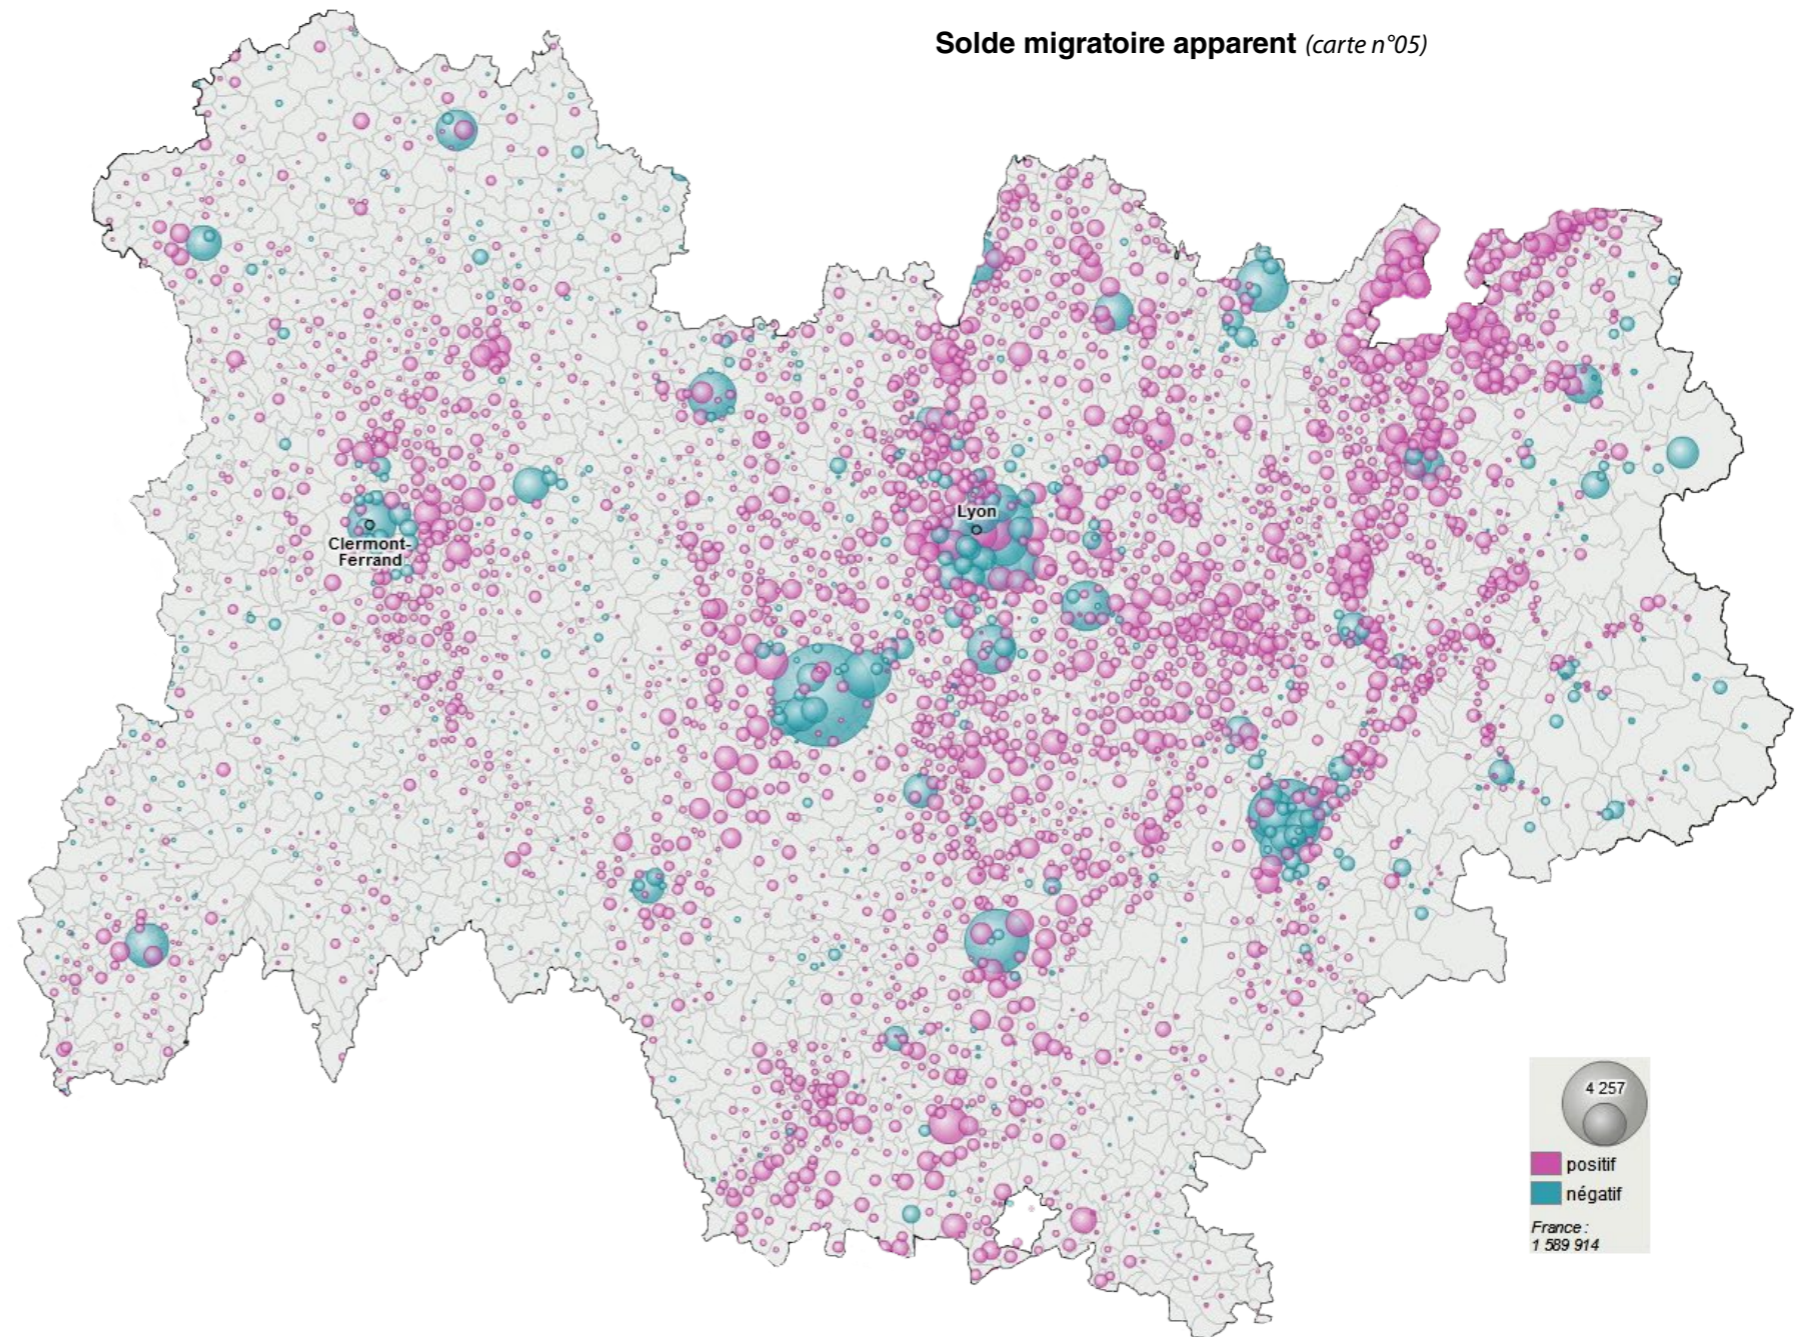 Solde migratoire apparent (carte n°05)
Lyon
Clermont-
Ferrand
4 257
positif
négatif
France :
1 589 914